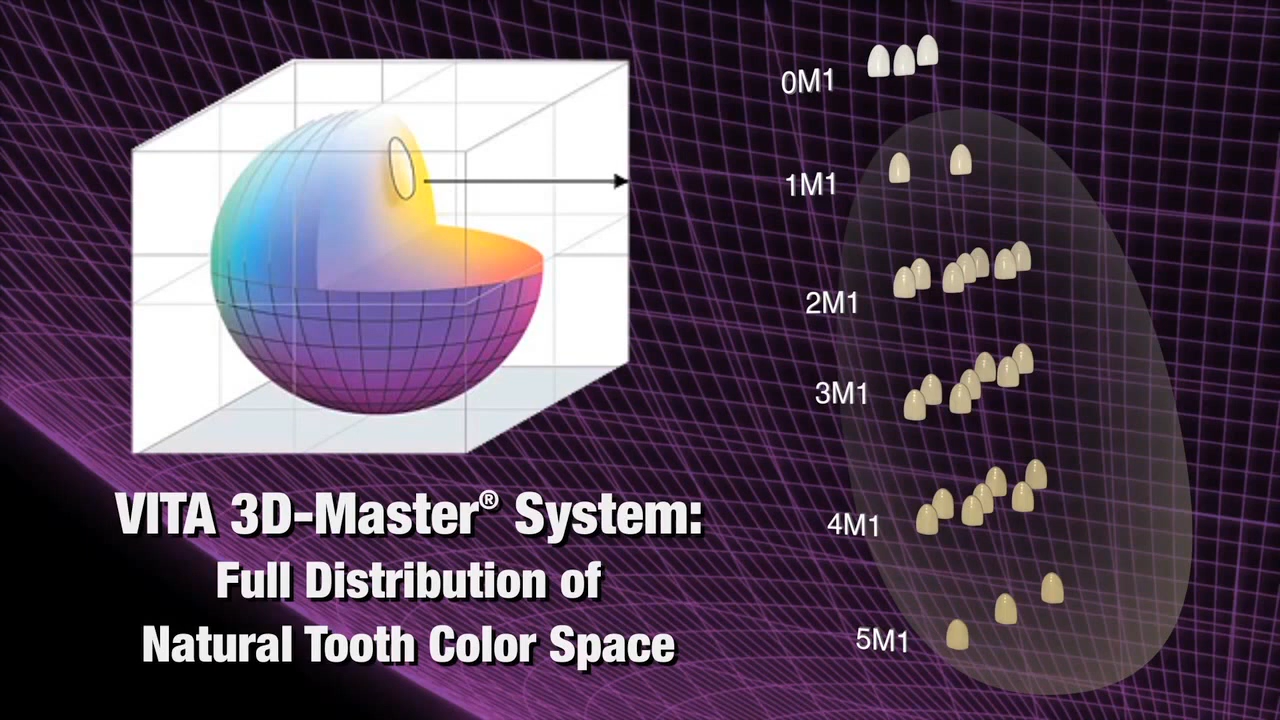 VITA 3D-Master® System:
Full Distribution of
Natural Tooth Color Space
0M1
1M1
2M1
3M1
4M1
5M1